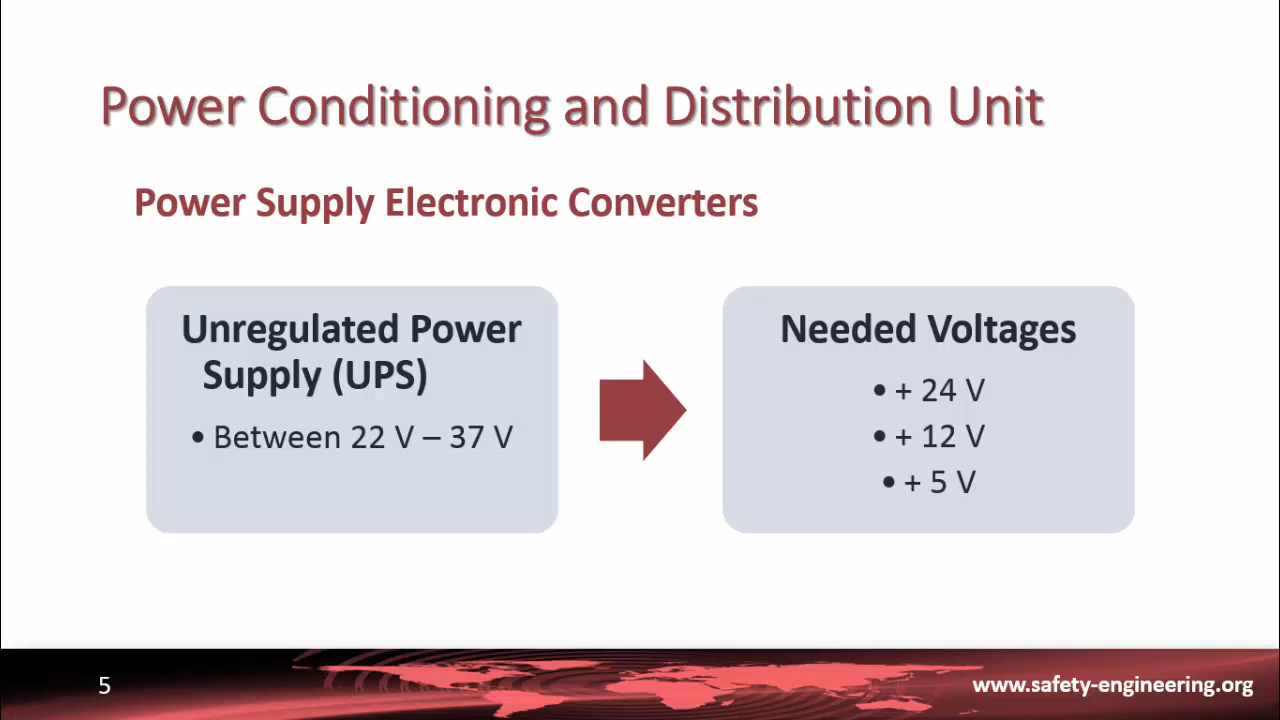 Power Conditioning and Distribution Unit
Power Supply Electronic Converters
Unregulated Power
Supply (UPS)
• Between 22 V – 37 V
Needed Voltages
• + 24 V
• + 12 V
• + 5 V
5
www.safety-engineering.org